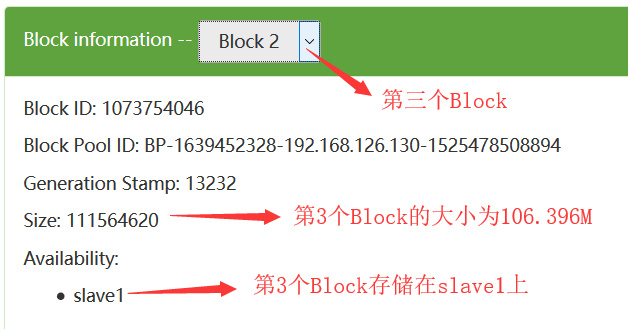 Block information -- Block 2
第三个Block
Block ID: 1073754046
Block Pool ID: BP-1639452328-192.168.126.130-1525478508894
Generation Stamp: 13232
Size: 111564620 第3个Block的大小为106.396M
Availability:
• slave1 第3个Block存储在slave1上